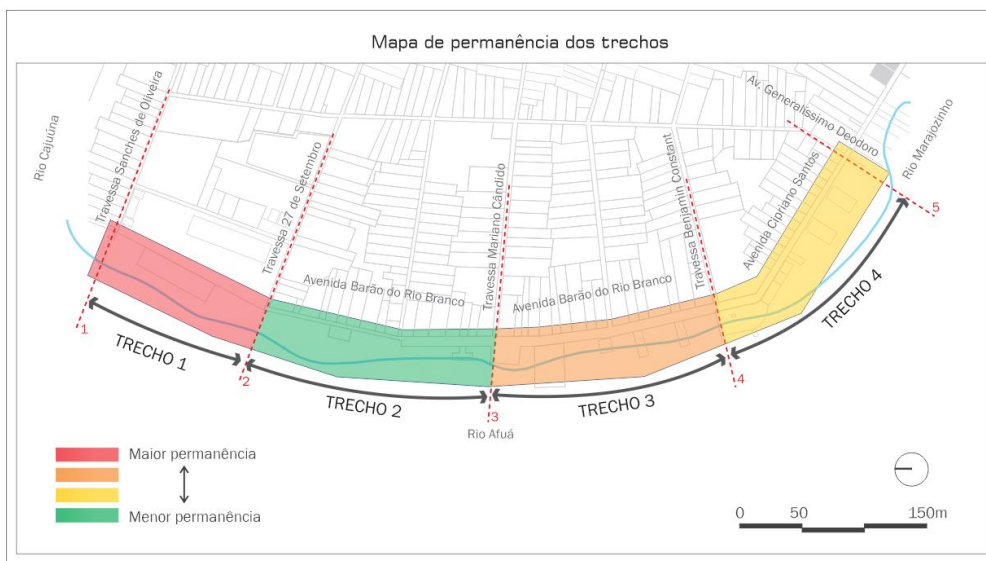 Mapa de permanência dos trechos
Rio Cajuúna
Travessa Sanches de Oliveira
Travessa 27 de Setembro
Avenida Barão do Rio Branco
Travessa Mariano Cândido
Avenida Barão do Rio Branco
Travessa Benjamin Constant
Avenida Cipriano Santos
Av. Generalíssimo Deodoro
Rio Marajozinho
1
TRECHO 1
2
TRECHO 2
3
TRECHO 3
4
TRECHO 4
5
Rio Afuá
Maior permanência
Menor permanência
0 50 150m